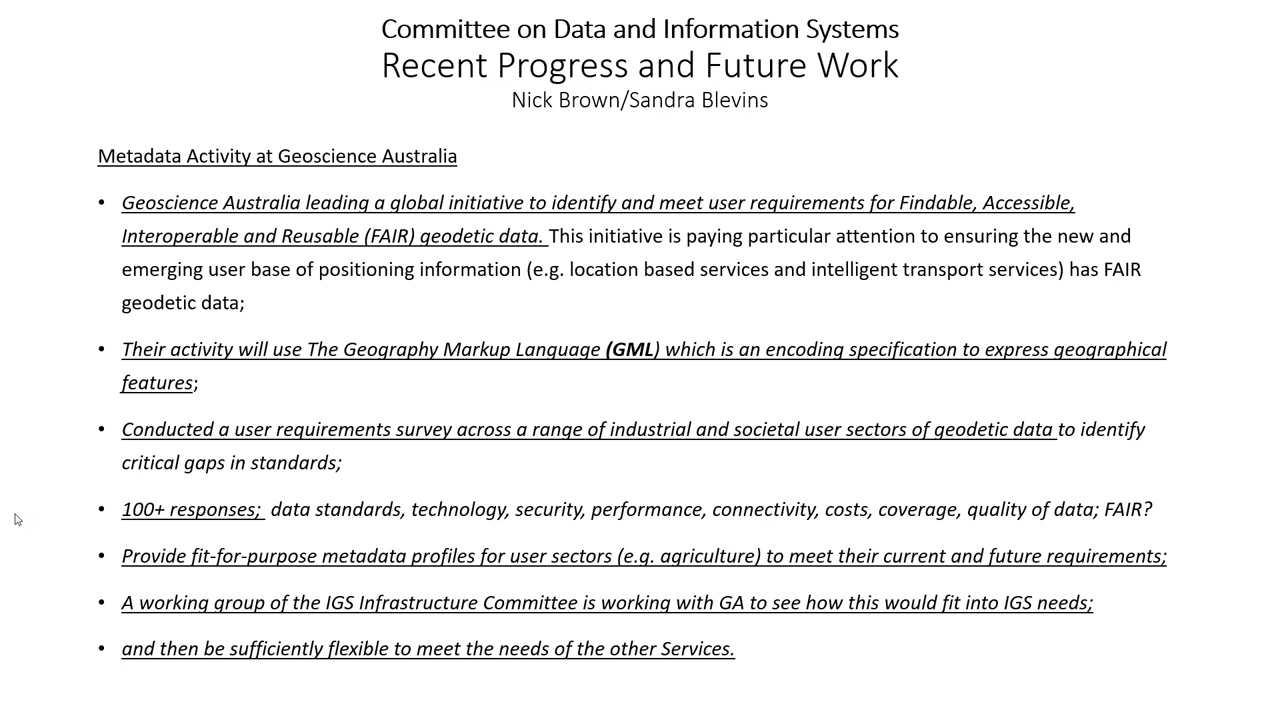 Committee on Data and Information Systems
Recent Progress and Future Work
Nick Brown/Sandra Blevins
Metadata Activity at Geoscience Australia
• Geoscience Australia leading a global initiative to identify and meet user requirements for Findable, Accessible,
Interoperable and Reusable (FAIR) geodetic data. This initiative is paying particular attention to ensuring the new and
emerging user base of positioning information (e.g. location based services and intelligent transport services) has FAIR
geodetic data;
• Their activity will use The Geography Markup Language (GML) which is an encoding specification to express geographical
features;
• Conducted a user requirements survey across a range of industrial and societal user sectors of geodetic data to identify
critical gaps in standards;
• 100+ responses; data standards, technology, security, performance, connectivity, costs, coverage, quality of data; FAIR?
• Provide fit-for-purpose metadata profiles for user sectors (e.g. agriculture) to meet their current and future requirements;
• A working group of the IGS Infrastructure Committee is working with GA to see how this would fit into IGS needs;
• and then be sufficiently flexible to meet the needs of the other Services.